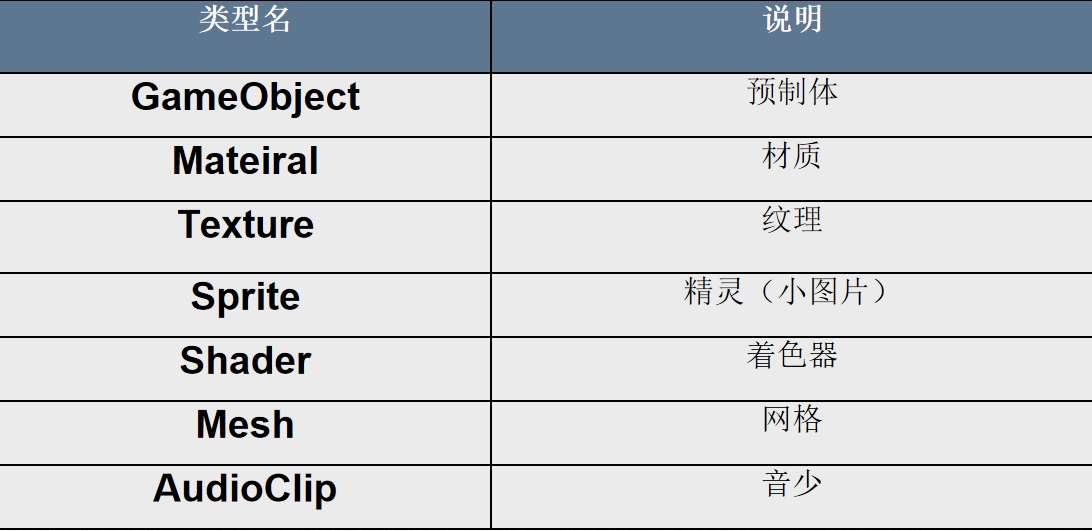 类型名 说明
GameObject 预制体
Mateiral 材质
Texture 纹理
Sprite 精灵（小图片）
Shader 着色器
Mesh 网格
AudioClip 音少